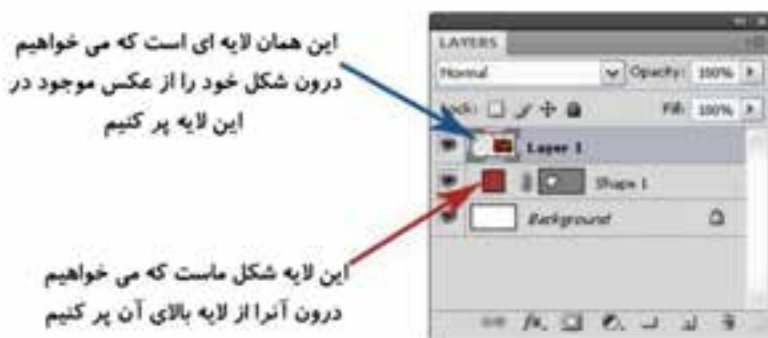 این همان لایه ای است که می خواهیم
درون شکل خود را از عکس موجود در
این لایه پر کنیم
این لایه شکل ماست که می خواهیم
درون آنرا از لایه بالای آن پر کنیم
LAYERS
Normal
Opacity: 100%
Lock:
Fill: 100%
Layer 1
Shape 1
Background
fx.